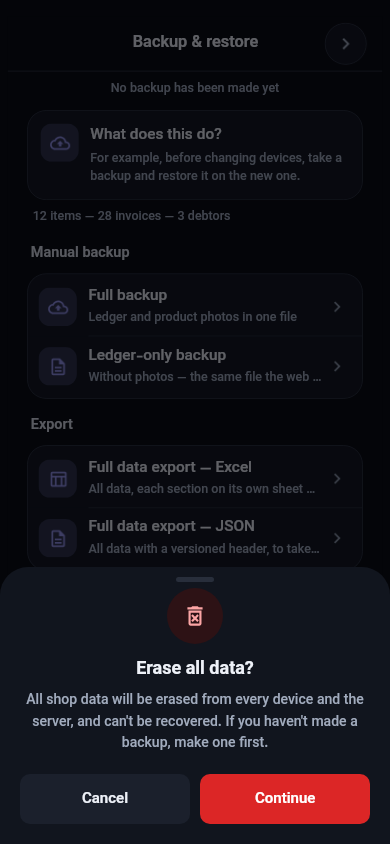 Backup & restore
No backup has been made yet
What does this do?
For example, before changing devices, take a
backup and restore it on the new one.
12 items — 28 invoices — 3 debtors
Manual backup
Full backup
Ledger and product photos in one file
Ledger-only backup
Without photos — the same file the web ...
Export
Full data export — Excel
All data, each section on its own sheet ...
Full data export — JSON
All data with a versioned header, to take...
Erase all data?
All shop data will be erased from every device and the
server, and can't be recovered. If you haven't made a
backup, make one first.
Cancel
Continue